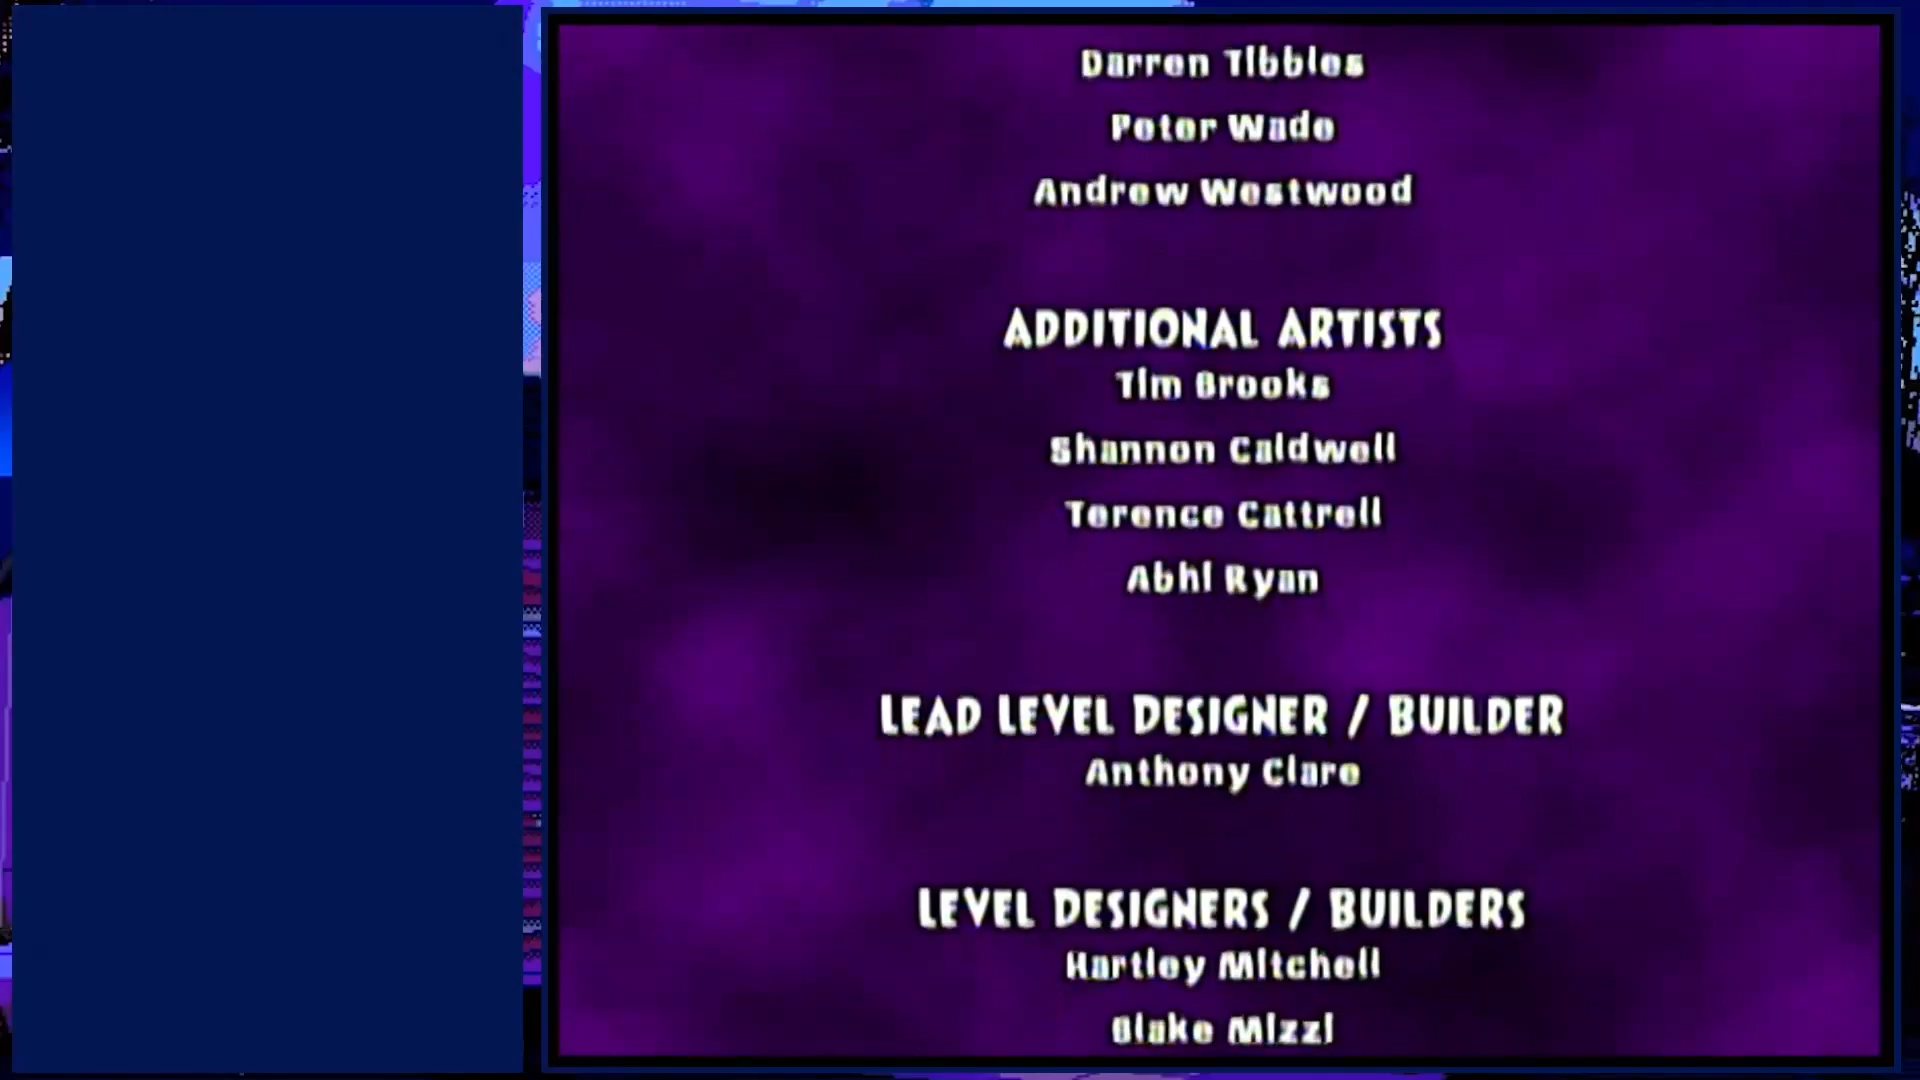 Darren Tibbles
Peter Wade
Andrew Westwood
ADDITIONAL ARTISTS
Tim Brooks
Shannon Caldwell
Terence Cattrell
Abhi Ryan
LEAD LEVEL DESIGNER / BUILDER
Anthony Clare
LEVEL DESIGNERS / BUILDERS
Hartley Mitchell
Blake Mizzi